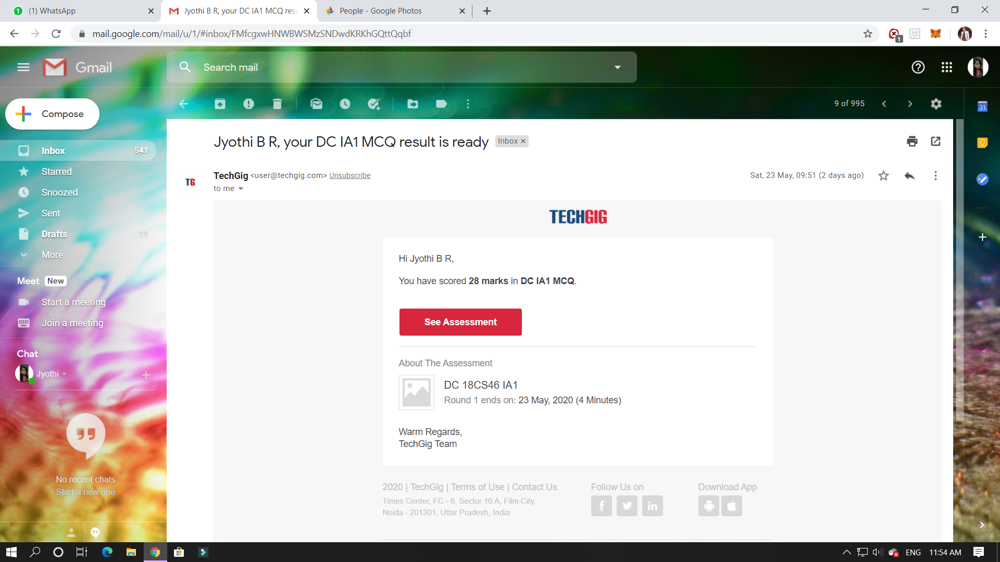 (1) WhatsApp
Jyothi B R, your DC IA1 MCQ res
People - Google Photos
mail.google.com/mail/u/1/#inbox/FMfcgxwHNWBWSMzSNDwdKRKhGQttQqbf
1
Gmail
Search mail
Compose
9 of 995
31
Inbox 541
Starred
Snoozed
Sent
Drafts 11
More
Meet New
Start a meeting
Join a meeting
Chat
Jyothi
No recent chats
Start a new one
Jyothi B R, your DC IA1 MCQ result is ready Inbox ×
TG
TechGig <user@techgig.com> Unsubscribe
Sat, 23 May, 09:51 (2 days ago)
to me
TECHGIG
Hi Jyothi B R,
You have scored 28 marks in DC IA1 MCQ.
See Assessment
About The Assessment
DC 18CS46 IA1
Round 1 ends on: 23 May, 2020 (4 Minutes)
Warm Regards,
TechGig Team
2020 | TechGig | Terms of Use | Contact Us
Times Center, FC - 6, Sector 16 A, Film City,
Noida - 201301, Uttar Pradesh, India
Follow Us on
Download App
ENG 11:54 AM